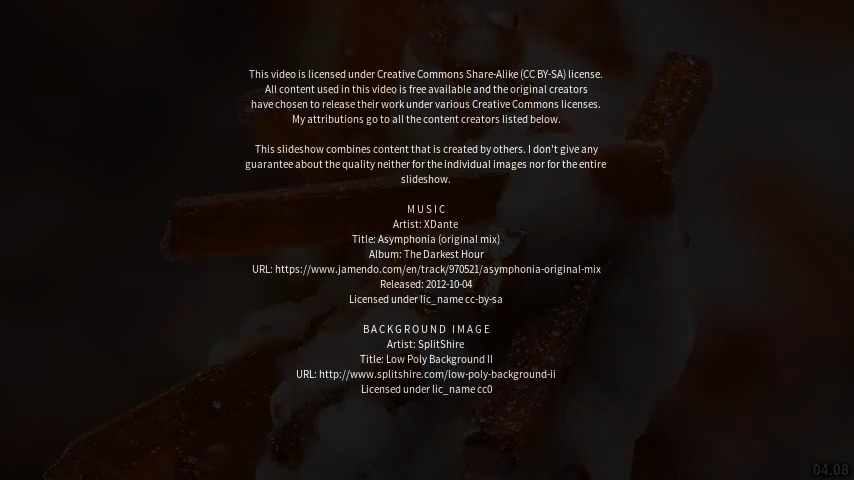 This video is licensed under Creative Commons Share-Alike (CC BY-SA) license.
All content used in this video is free available and the original creators
have chosen to release their work under various Creative Commons licenses.
My attributions go to all the content creators listed below.
This slideshow combines content that is created by others. I don't give any
guarantee about the quality neither for the individual images nor for the entire
slideshow.
MUSIC
Artist: XDante
Title: Asymphonia (original mix)
Album: The Darkest Hour
URL: https://www.jamendo.com/en/track/970521/asymphonia-original-mix
Released: 2012-10-04
Licensed under lic_name cc-by-sa
BACKGROUND IMAGE
Artist: SplitShire
Title: Low Poly Background II
URL: http://www.splitshire.com/low-poly-background-ii
Licensed under lic_name cc0
04.08